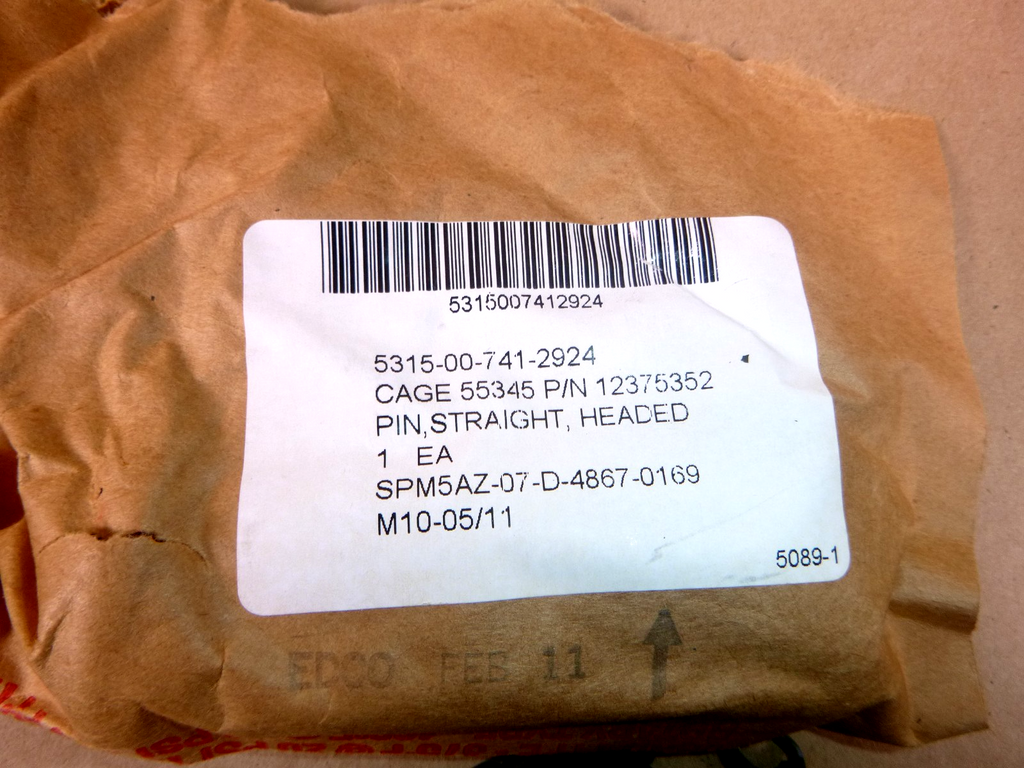 5315007412924
5315-00-741-2924
CAGE 55345 P/N 12375352
PIN,STRAIGHT, HEADED
1 EA
SPM5AZ-07-D-4867-0169
M10-05/11
5089-1
EDCO FEB 11